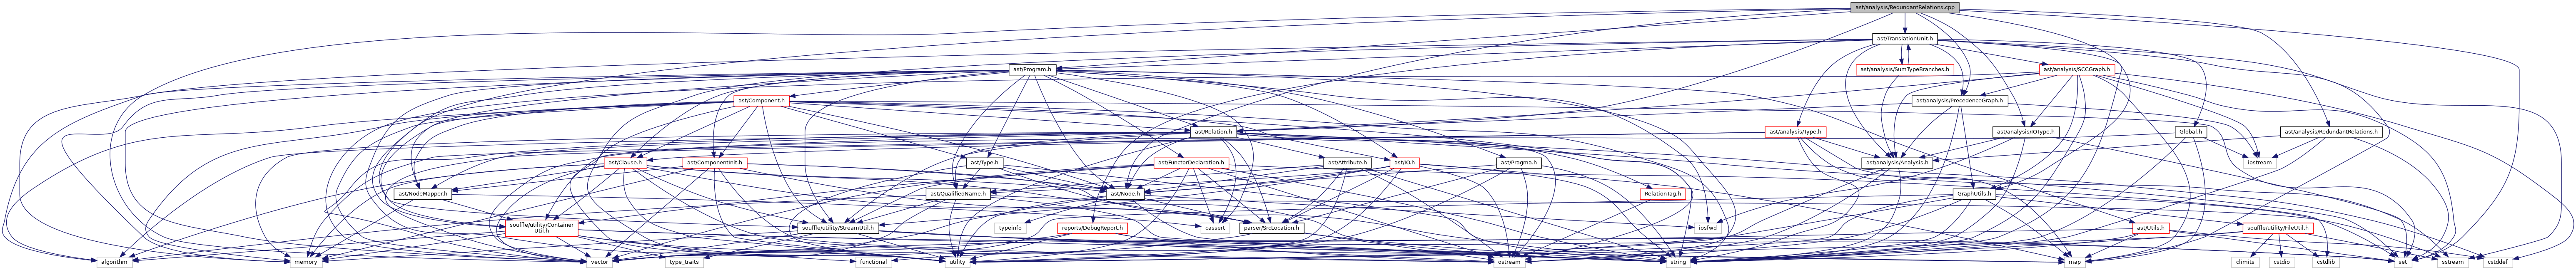 ast/analysis/RedundantRelations.cpp
ast/TranslationUnit.h
ast/Program.h
ast/analysis/SumTypeBranches.h
ast/analysis/SCCGraph.h
ast/Component.h
ast/analysis/PrecedenceGraph.h
ast/Relation.h
ast/analysis/Type.h
ast/analysis/IOType.h
Global.h
ast/analysis/RedundantRelations.h
ast/Clause.h
ast/ComponentInit.h
ast/Type.h
ast/FunctorDeclaration.h
ast/Attribute.h
ast/IO.h
ast/Pragma.h
ast/analysis/Analysis.h
iostream
ast/NodeMapper.h
ast/QualifiedName.h
ast/Node.h
RelationTag.h
GraphUtils.h
souffle/utility/Container
Util.h
souffle/utility/StreamUtil.h
typeinfo
reports/DebugReport.h
cassert
parser/SrcLocation.h
iosfwd
ast/Utils.h
souffle/utility/FileUtil.h
algorithm
memory
vector
type_traits
functional
utility
ostream
string
map
climits
cstdio
cstdlib
set
sstream
cstddef